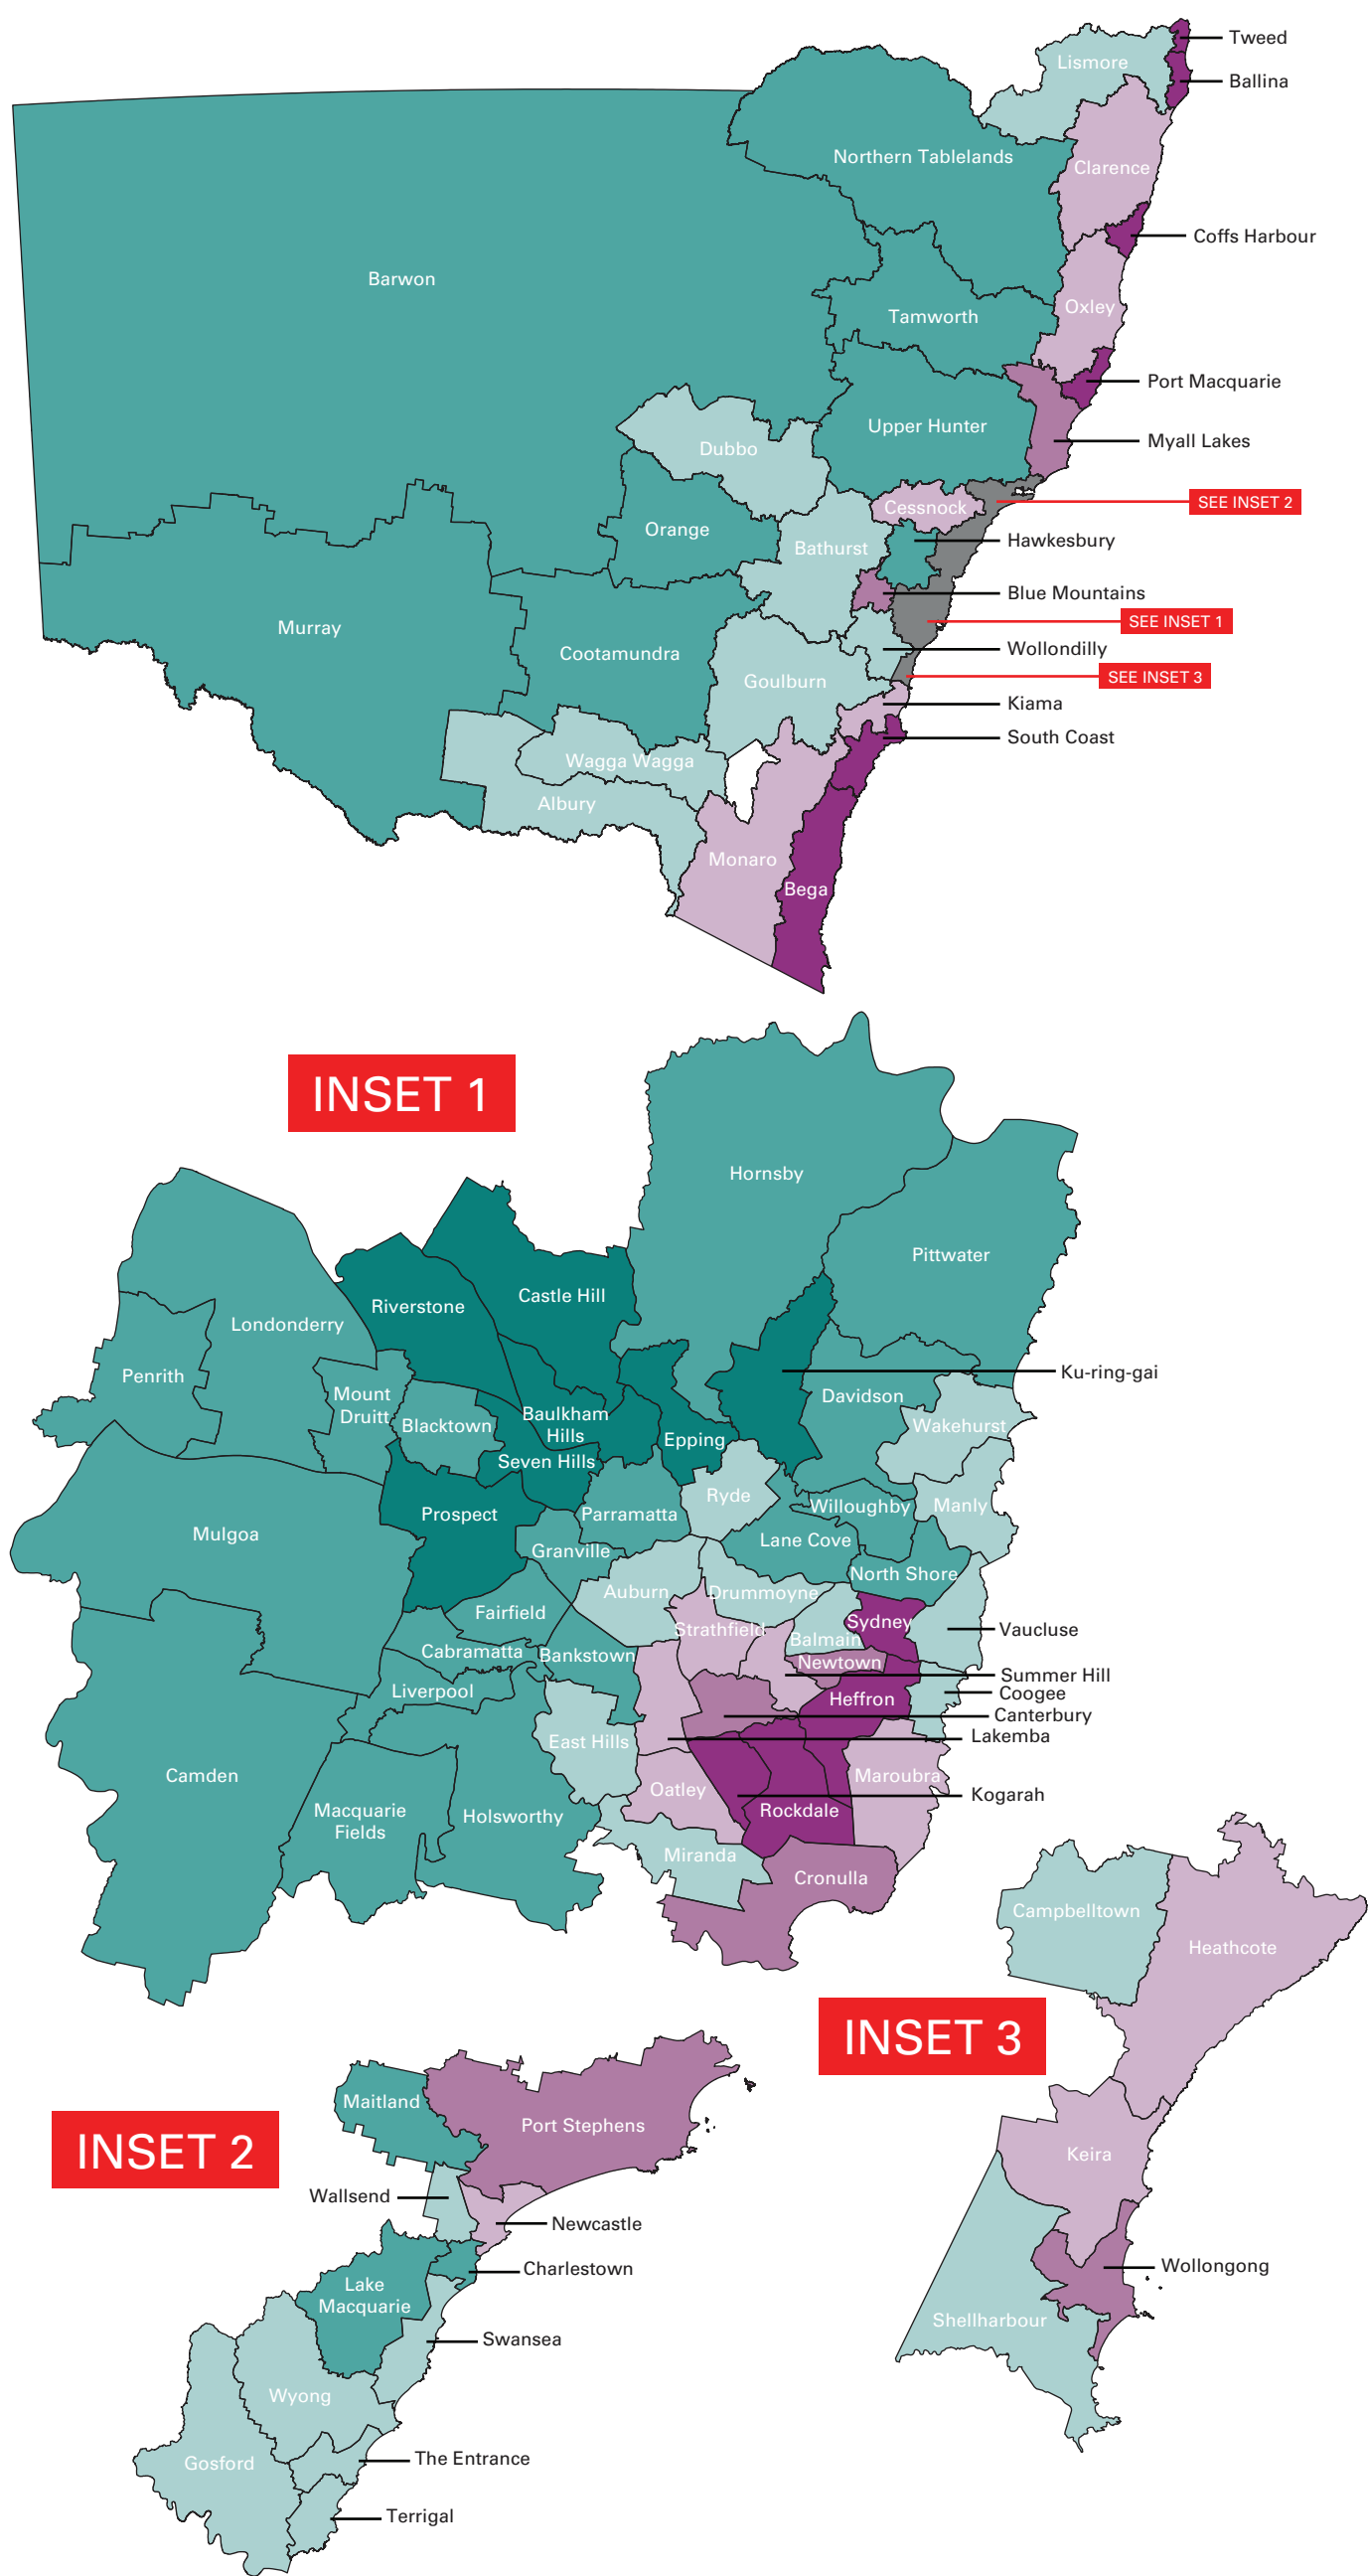 Tweed
Lismore
Ballina
Northern Tablelands
Clarence
Coffs Harbour
Barwon
Oxley
Tamworth
Port Macquarie
Upper Hunter
Myall Lakes
Dubbo
SEE INSET 2
Cessnock
Orange
Hawkesbury
Bathurst
Blue Mountains
SEE INSET 1
Murray
Wollondilly
Cootamundra
SEE INSET 3
Goulburn
Kiama
South Coast
Wagga Wagga
Albury
Monaro
Bega
INSET 1
Hornsby
Pittwater
Castle Hill
Riverstone
Londonderry
Ku-ring-gai
Penrith
Mount
Druitt
Davidson
Blacktown
Baulkham
Hills
Wakehurst
Epping
Seven Hills
Ryde
Willoughby
Manly
Prospect
Parramatta
Mulgoa
Lane Cove
Granville
North Shore
Auburn
Drummoyne
Fairfield
Sydney
Strathfield
Vaucluse
Balmain
Cabramatta
Bankstown
Newtown
Summer Hill
Liverpool
Coogee
Heffron
Canterbury
East Hills
Lakemba
Camden
Maroubra
Oatley
Kogarah
Macquarie
Fields
Holsworthy
Rockdale
Miranda
Cronulla
Campbelltown
Heathcote
INSET 3
Maitland
Port Stephens
INSET 2
Keira
Wallsend
Newcastle
Wollongong
Charlestown
Lake
Macquarie
Shellharbour
Swansea
Wyong
The Entrance
Gosford
Terrigal